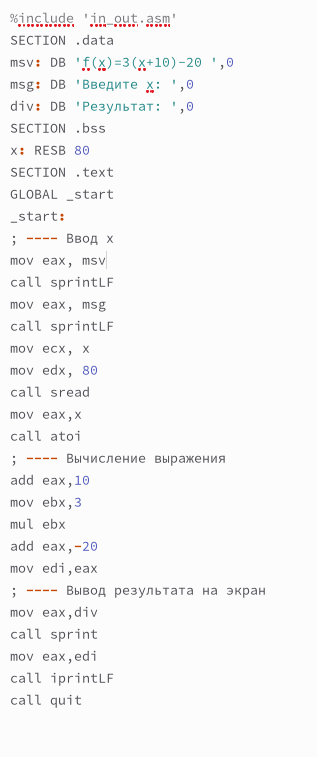 %include 'in_out.asm'
SECTION .data
msv: DB 'f(x)=3(x+10)-20 ',0
msg: DB 'Введите x: ',0
div: DB 'Результат: ',0
SECTION .bss
x: RESB 80
SECTION .text
GLOBAL _start
_start:
; ---- Ввод x
mov eax, msv
call sprintLF
mov eax, msg
call sprintLF
mov ecx, x
mov edx, 80
call sread
mov eax,x
call atoi
; ---- Вычисление выражения
add eax,10
mov ebx,3
mul ebx
add eax,-20
mov edi,eax
; ---- Вывод результата на экран
mov eax,div
call sprint
mov eax,edi
call iprintLF
call quit